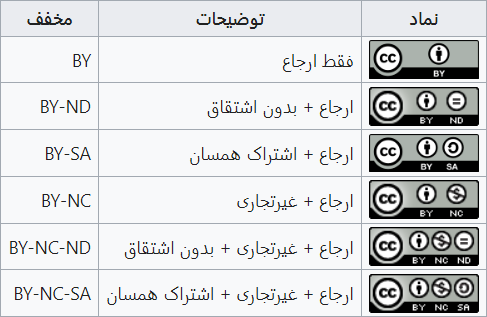 نماد توضیحات مخفف
cc BY فقط ارجاع BY
cc BY ND ارجاع + بدون اشتقاق BY-ND
cc BY SA ارجاع + اشتراک همسان BY-SA
cc BY NC ارجاع + غیرتجاری BY-NC
cc BY NC ND ارجاع + غیرتجاری + بدون اشتقاق BY-NC-ND
cc BY NC SA ارجاع + غیرتجاری + اشتراک همسان BY-NC-SA